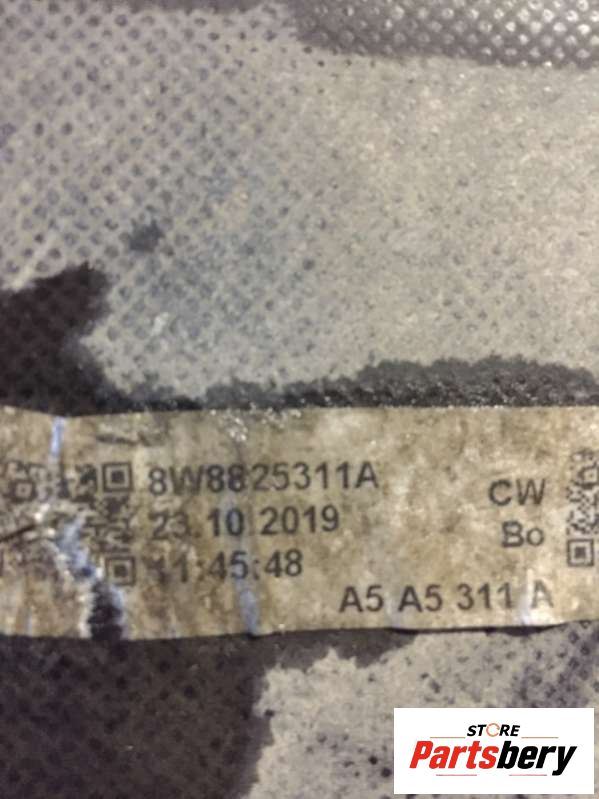 8W8825311A
23.10.2019
11:45:48
CW
Bo
A5 A5 311 A
STORE
Partsbery